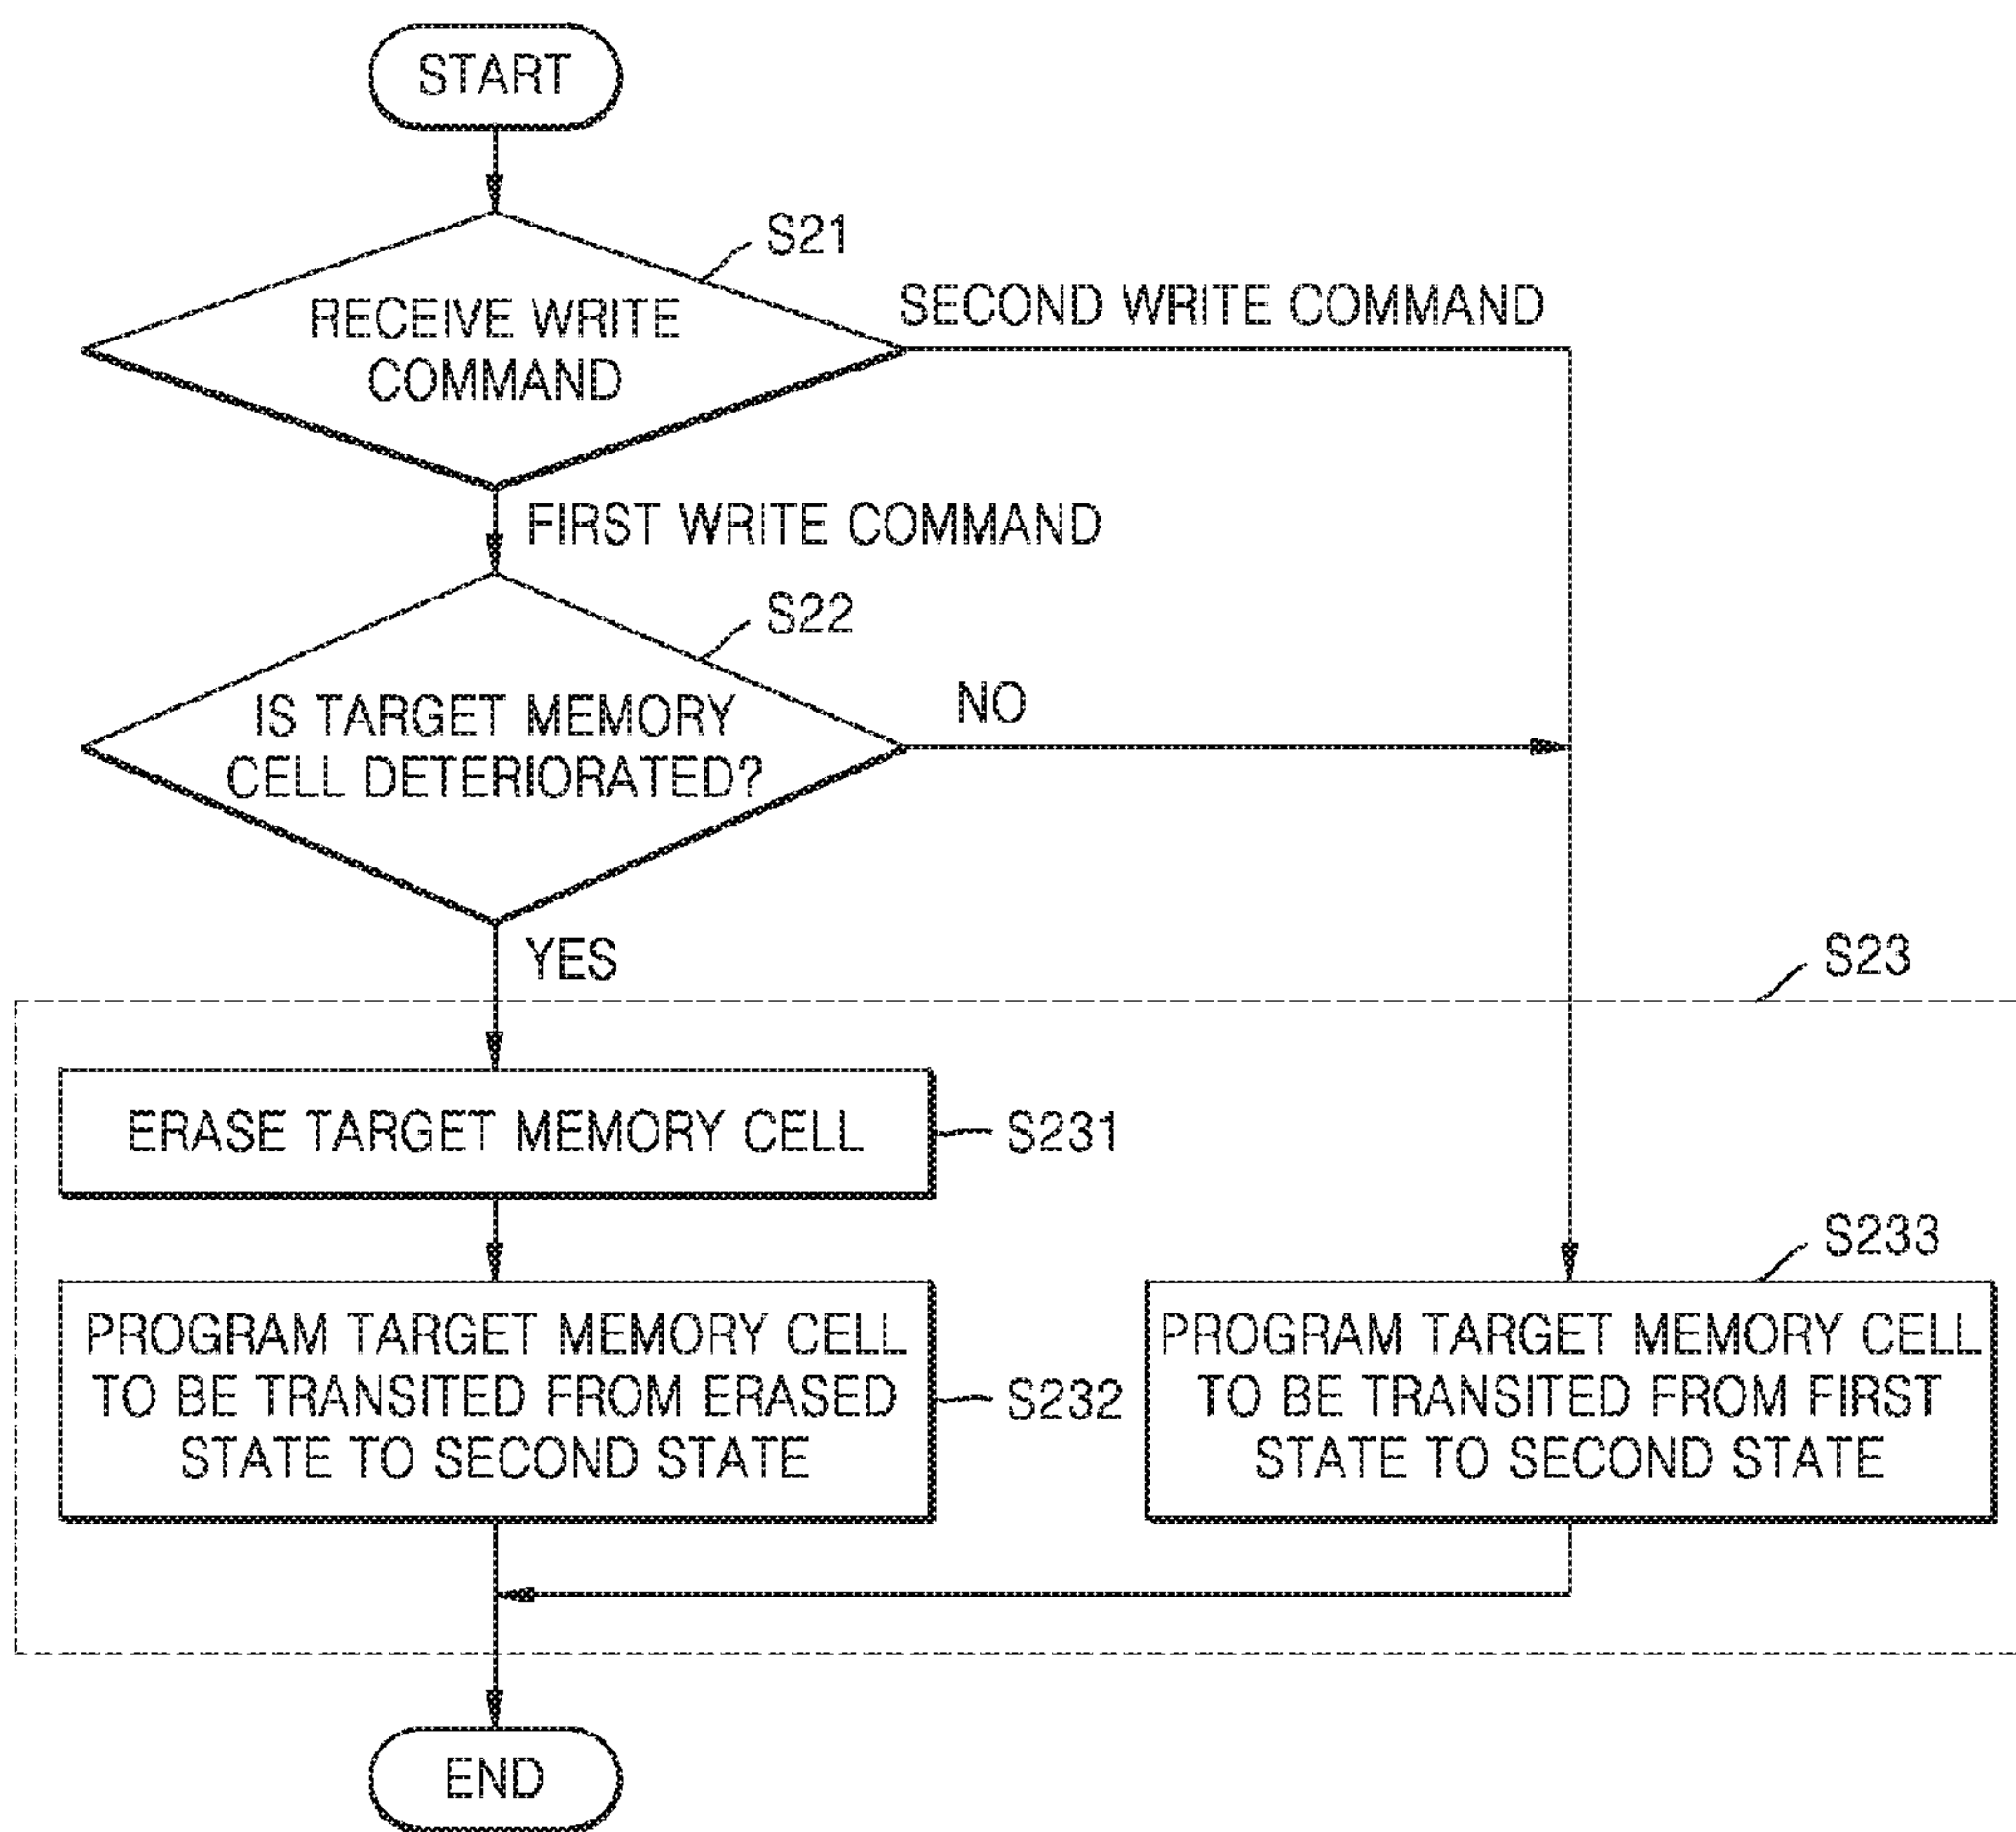 START
S21
RECEIVE WRITE
COMMAND
SECOND WRITE COMMAND
FIRST WRITE COMMAND
S22
IS TARGET MEMORY
CELL DETERIORATED?
NO
YES
S23
ERASE TARGET MEMORY CELL
S231
PROGRAM TARGET MEMORY CELL
TO BE TRANSITED FROM ERASED
STATE TO SECOND STATE
S232
S233
PROGRAM TARGET MEMORY CELL
TO BE TRANSITED FROM FIRST
STATE TO SECOND STATE
END